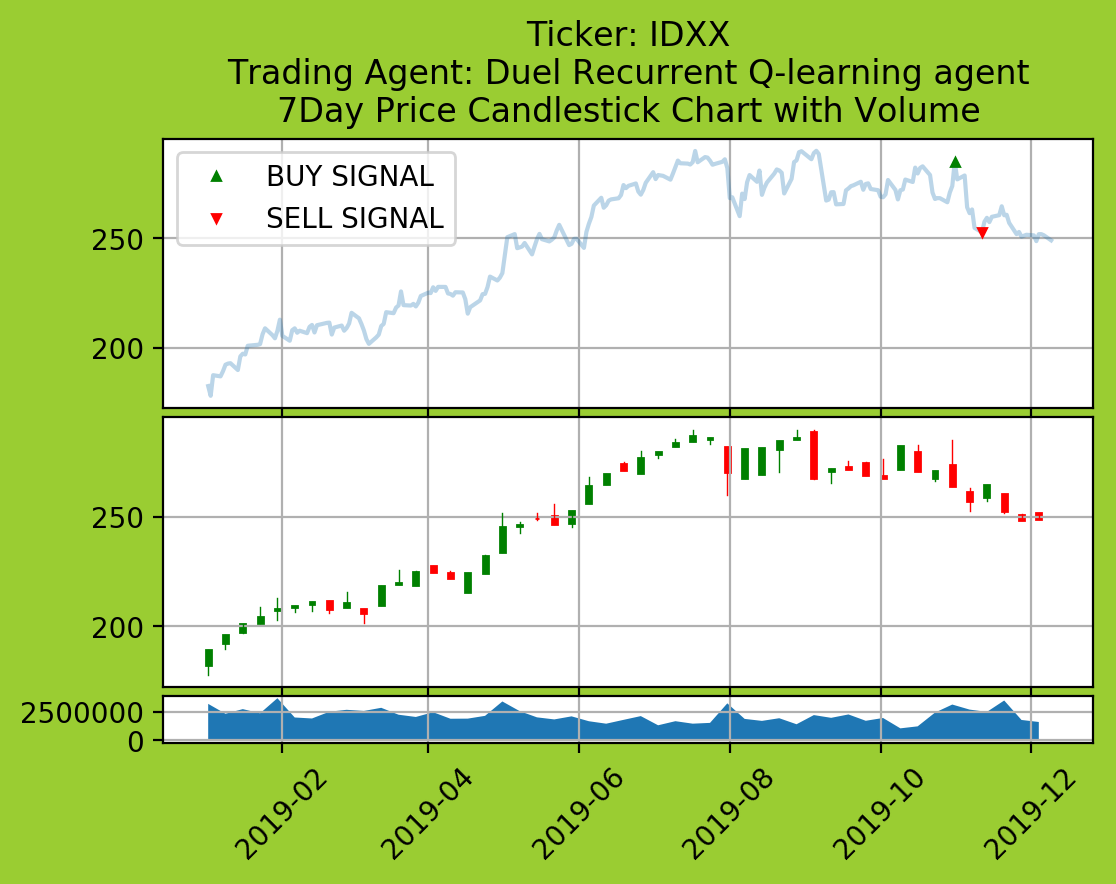 Ticker: IDXX
Trading Agent: Duel Recurrent Q-learning agent
7Day Price Candlestick Chart with Volume
BUY SIGNAL
SELL SIGNAL
250
200
250
200
2500000
0
2019-02
2019-04
2019-06
2019-08
2019-10
2019-12